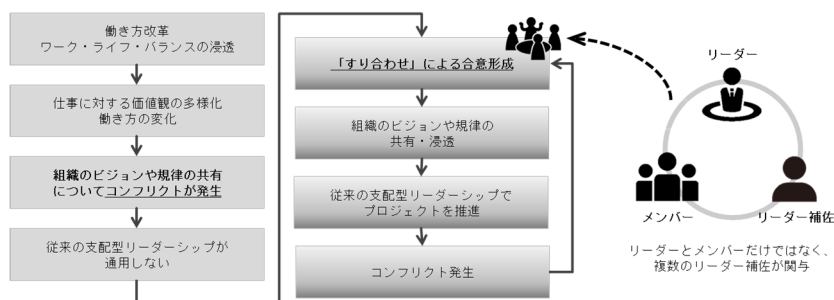 働き方改革
ワーク・ライフ・バランスの浸透
仕事に対する価値観の多様化
働き方の変化
組織のビジョンや規律の共有
についてコンフリクトが発生
従来の支配型リーダーシップが
通用しない
「すり合わせ」による合意形成
組織のビジョンや規律の
共有・浸透
従来の支配型リーダーシップで
プロジェクトを推進
コンフリクト発生
リーダー
メンバー
リーダー補佐
リーダーとメンバーだけではなく、
複数のリーダー補佐が関与